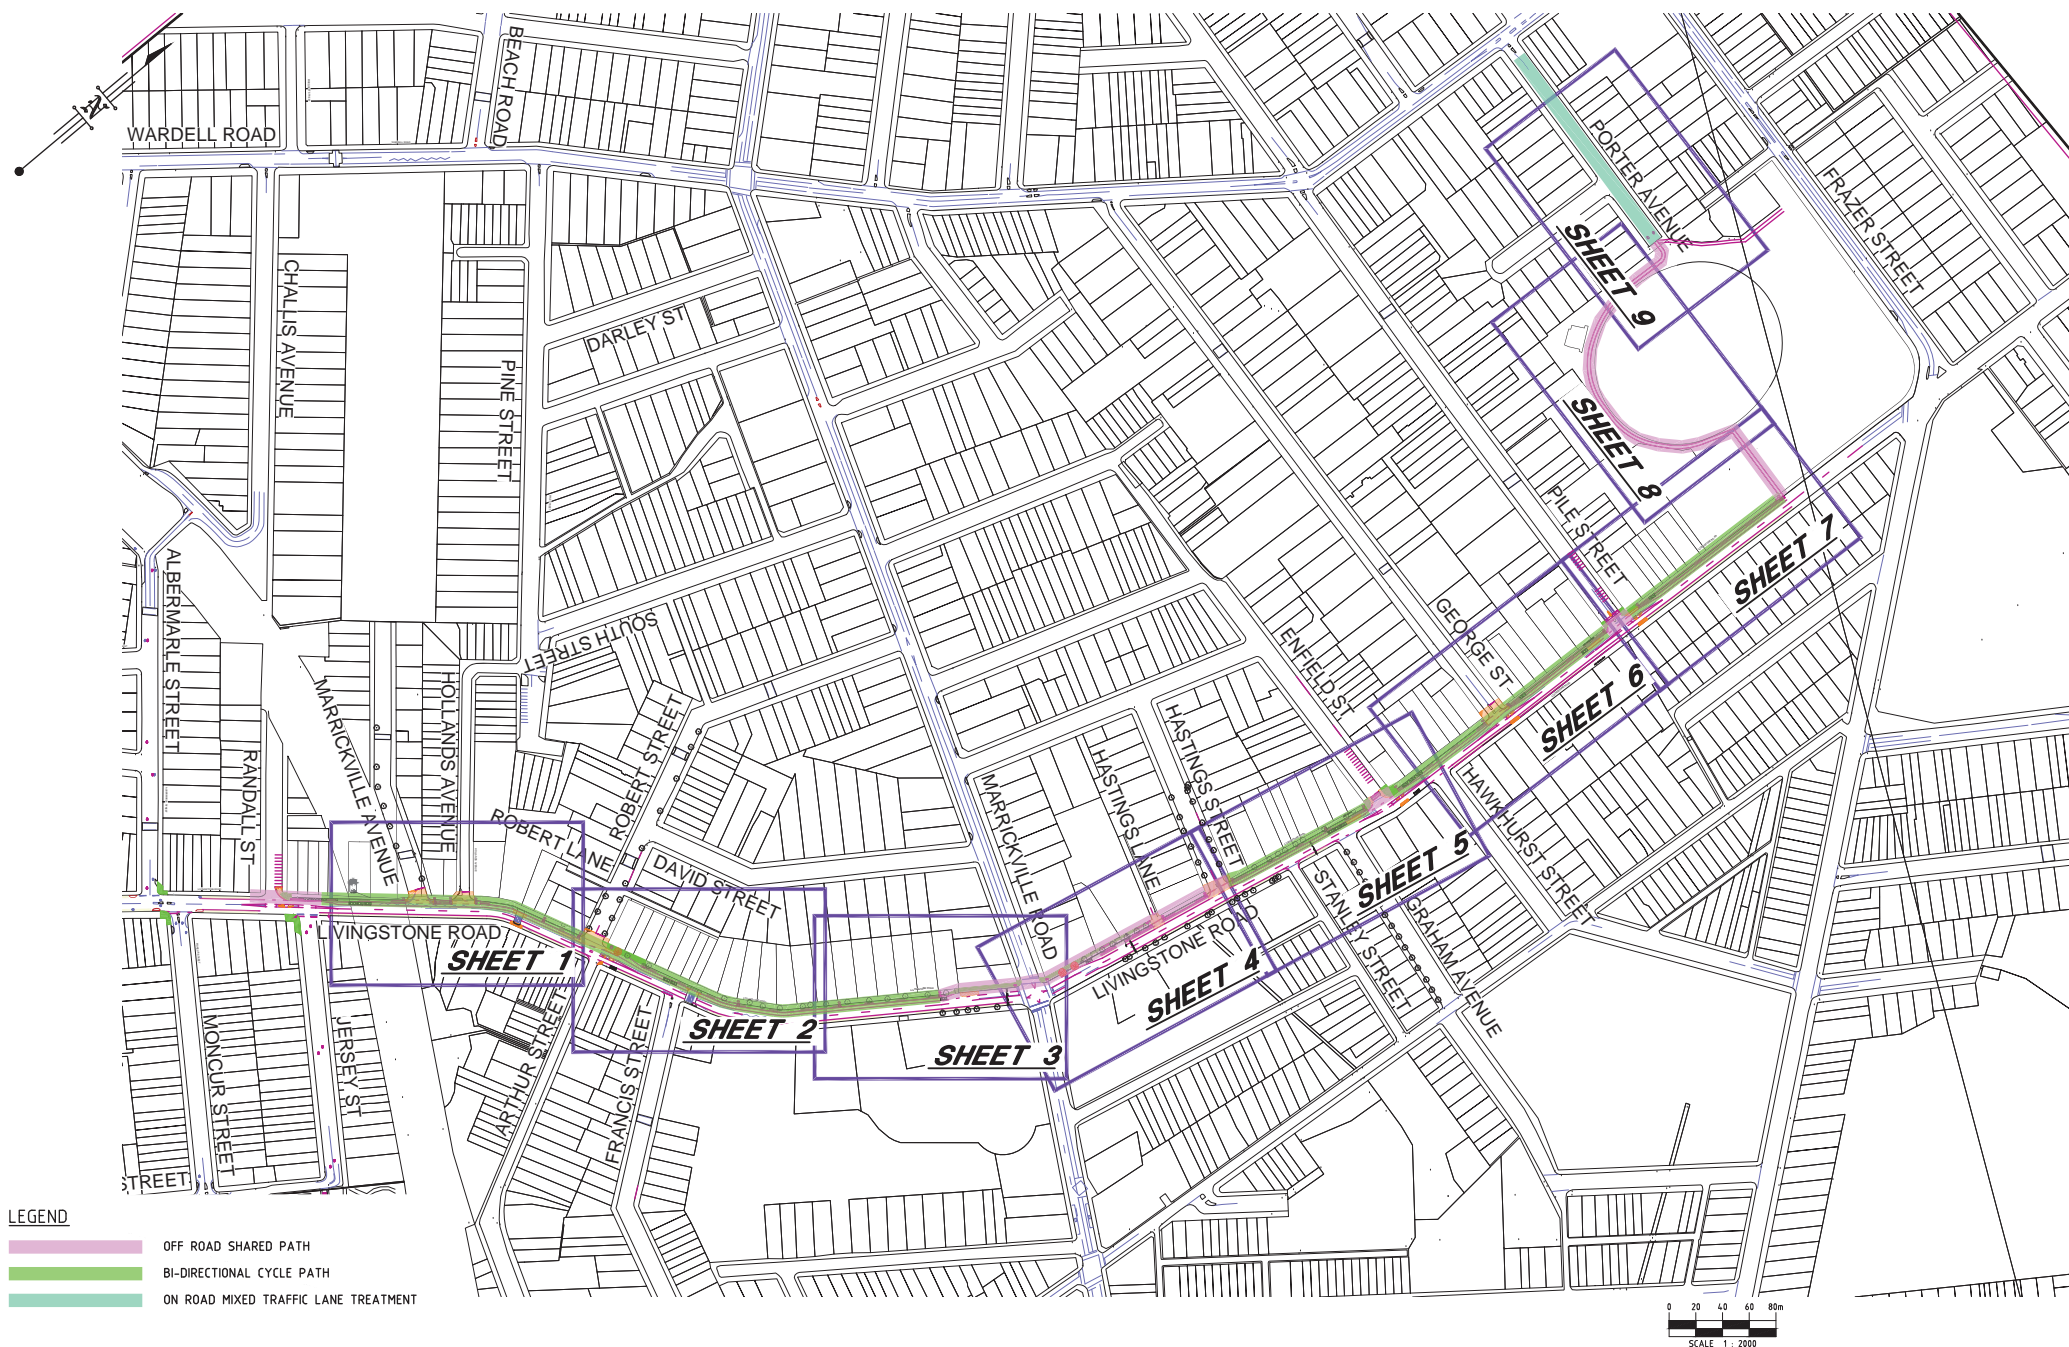 BEACH ROAD
N
WARDELL ROAD
PORTER AVENUE
FRAZER STREET
SHEET 9
CHALLIS AVENUE
DARLEY ST
PINE STREET
SHEET 8
PILE STREET
SHEET 7
ALBERMARLE STREET
SOUTH STREET
ENFIELD ST
GEORGE ST
SHEET 6
MARRICKVILLE AVENUE
HOLLANDS AVENUE
RANDALL ST
ROBERT STREET
ROBERT LANE
DAVID STREET
MARRICKVILLE ROAD
HASTINGS LANE
HASTINGS STREET
HAWKHURST STREET
SHEET 5
STANLEY STREET
GRAHAM AVENUE
LIVINGSTONE ROAD
LIVINGSTONE ROAD
SHEET 1
SHEET 2
SHEET 3
SHEET 4
MONCUR STREET
JERSEY ST
ARTHUR STREET
FRANCIS STREET
STREET
LEGEND
OFF ROAD SHARED PATH
BI-DIRECTIONAL CYCLE PATH
ON ROAD MIXED TRAFFIC LANE TREATMENT
0 20 40 60 80m
SCALE 1 : 2000